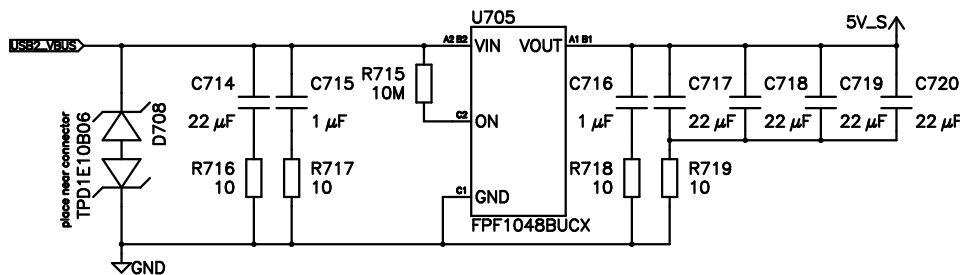 U705
5V_S
USB2_VBUS
A2 B2
VIN
VOUT
A1 B1
C714
22 µF
C715
1 µF
R715
10M
C2
ON
C716
1 µF
C717
22 µF
C718
22 µF
C719
22 µF
C720
22 µF
place near connector
TPD1E10B06
D708
R716
10
R717
10
C1
GND
R718
10
R719
10
FPF1048BUCX
GND